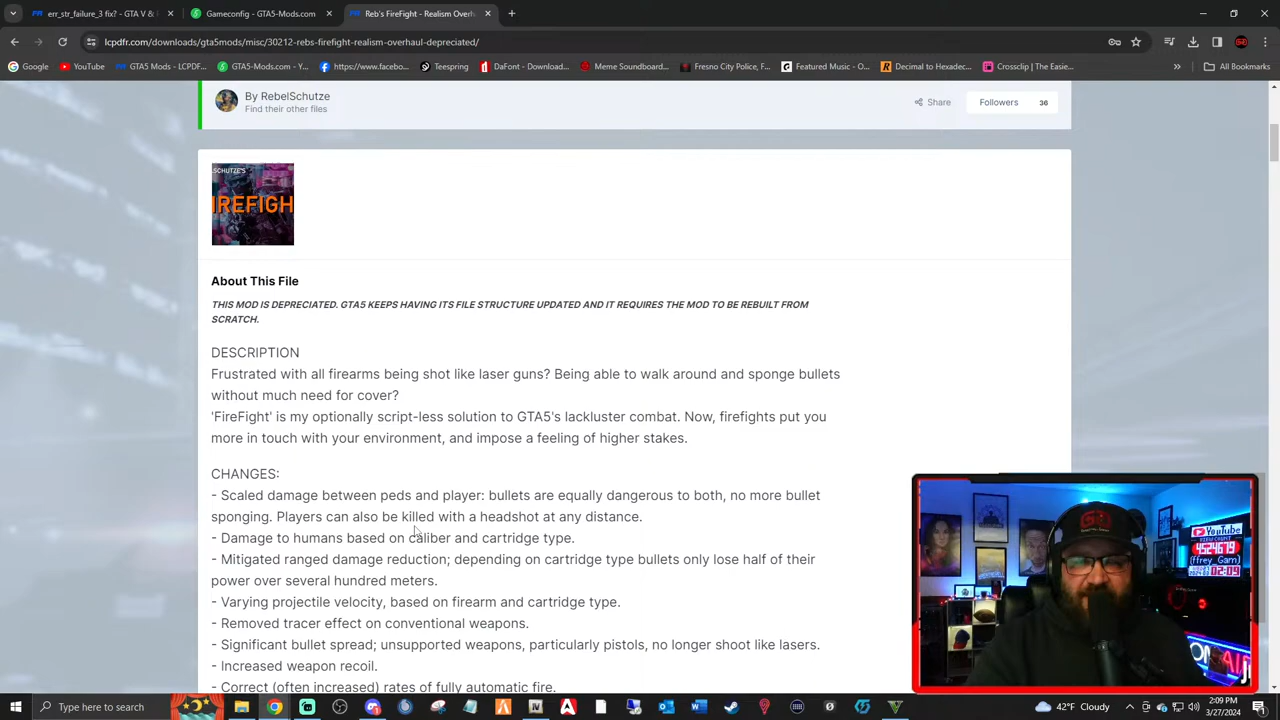 err_str_failure_3 fix? - GTA V &
Gameconfig - GTA5-Mods.com
Reb's FireFight - Realism Overh
lcpdfr.com/downloads/gta5mods/misc/30212-rebs-firefight-realism-overhaul-depreciated/
Google
YouTube
GTA5 Mods - LCPDF...
GTA5-Mods.com - Y...
https://www.facebo...
Teespring
DaFont - Download...
Meme Soundboard...
Fresno City Police, F...
Featured Music - O...
Decimal to Hexadec...
Crossclip | The Easie...
All Bookmarks
By RebelSchutze
Find their other files
Share
Followers 36
SCHUTZE'S
IREFIGH
About This File
THIS MOD IS DEPRECIATED. GTA5 KEEPS HAVING ITS FILE STRUCTURE UPDATED AND IT REQUIRES THE MOD TO BE REBUILT FROM
SCRATCH.
DESCRIPTION
Frustrated with all firearms being shot like laser guns? Being able to walk around and sponge bullets
without much need for cover?
'FireFight' is my optionally script-less solution to GTA5's lackluster combat. Now, firefights put you
more in touch with your environment, and impose a feeling of higher stakes.
CHANGES:
- Scaled damage between peds and player: bullets are equally dangerous to both, no more bullet
sponging. Players can also be killed with a headshot at any distance.
- Damage to humans based on caliber and cartridge type.
- Mitigated ranged damage reduction; depending on cartridge type bullets only lose half of their
power over several hundred meters.
- Varying projectile velocity, based on firearm and cartridge type.
- Removed tracer effect on conventional weapons.
- Significant bullet spread; unsupported weapons, particularly pistols, no longer shoot like lasers.
- Increased weapon recoil.
- Correct (often increased) rates of fully automatic fire.
YouTube
4524679
02:09
Type here to search
42°F Cloudy
2:09 PM
3/27/2024